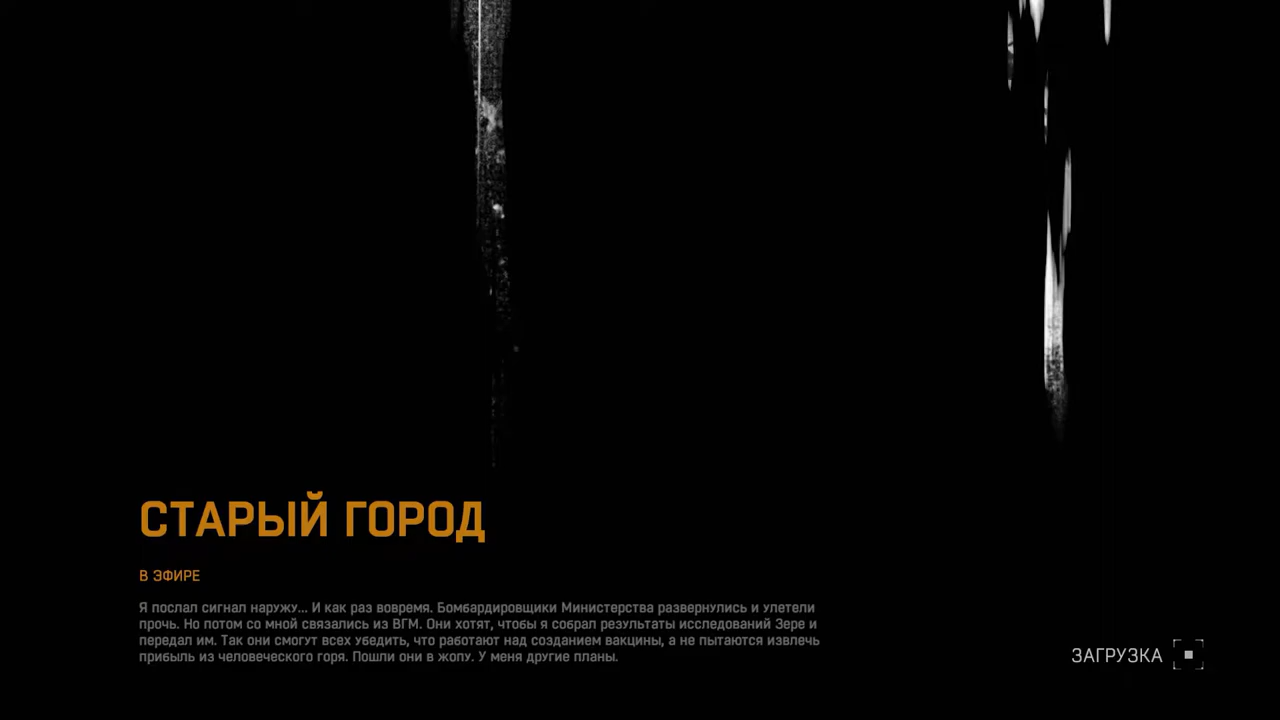 СТАРЫЙ ГОРОД
В ЭФИРЕ
Я послал сигнал наружу... И как раз вовремя. Бомбардировщики Министерства развернулись и улетели
прочь. Но потом со мной связались из ВГМ. Они хотят, чтобы я собрал результаты исследований Зере и
передал им. Так они смогут всех убедить, что работают над созданием вакцины, а не пытаются извлечь
прибыль из человеческого горя. Пошли они в жопу. У меня другие планы.
ЗАГРУЗКА